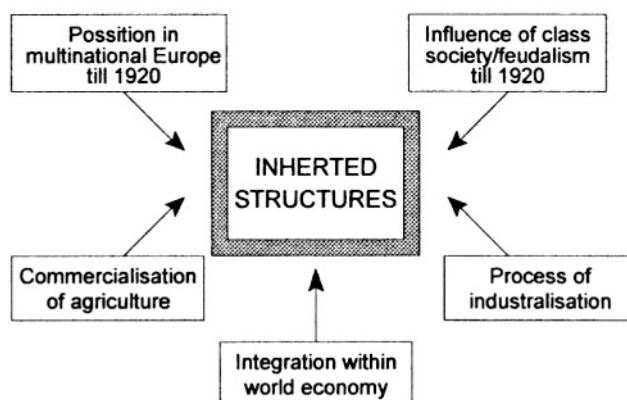 Possition in
multinational Europe
till 1920
Influence of class
society/feudalism
till 1920
INHERTED
STRUCTURES
Commercialisation
of agriculture
Process of
industralisation
Integration within
world economy